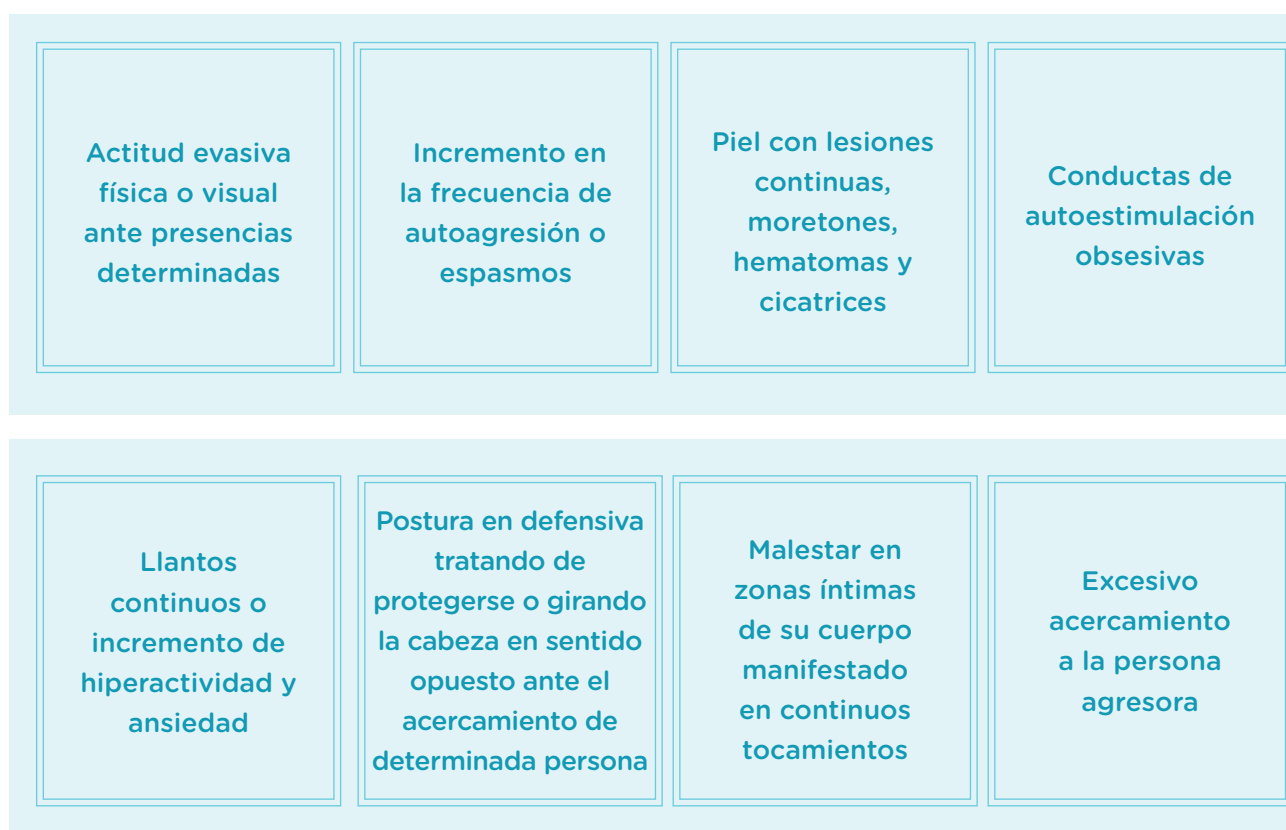 Actitud evasiva
física o visual
ante presencias
determinadas
Incremento en
la frecuencia de
autoagresión o
espasmos
Piel con lesiones
continuas,
moretones,
hematomas y
cicatrices
Conductas de
autoestimulación
obsesivas
Llantos
continuos o
incremento de
hiperactividad y
ansiedad
Postura en defensiva
tratando de
protegerse o girando
la cabeza en sentido
opuesto ante el
acercamiento de
determinada persona
Malestar en
zonas íntimas
de su cuerpo
manifestado
en continuos
tocamientos
Excesivo
acercamiento
a la persona
agresora